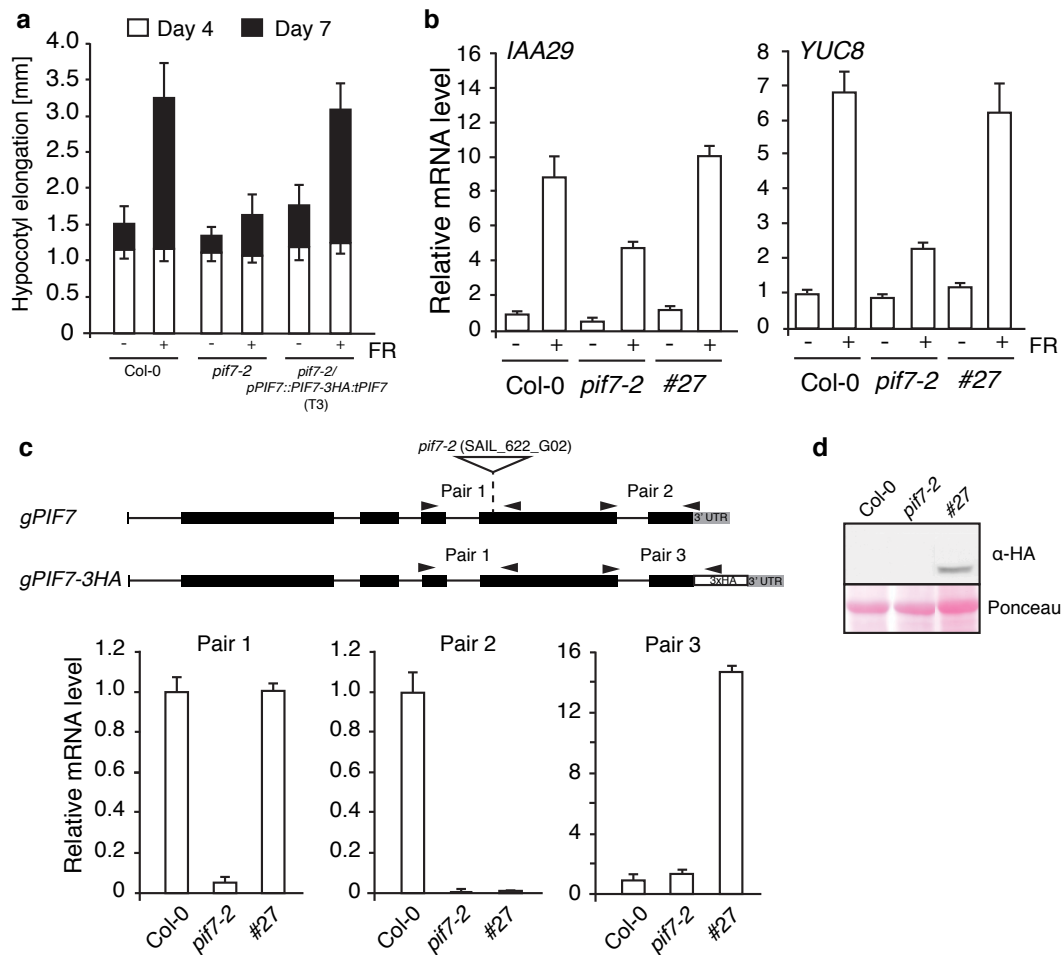 a
Day 4 Day 7
Hypocotyl elongation [mm]
4.0
3.5
3.0
2.5
2.0
1.5
1.0
0.5
0
- + - + - + FR
Col-0 pif7-2 pif7-2/
pPIF7::PIF7-3HA:tPIF7
(T3)
b
Relative mRNA level
IAA29
16
14
12
10
8
6
4
2
0
- + - + - +
Col-0 pif7-2 #27
YUC8
8
7
6
5
4
3
2
1
0
- + - + - + FR
Col-0 pif7-2 #27
c
pif7-2 (SAIL_622_G02)
Pair 1 Pair 2
gPIF7
3' UTR
Pair 1 Pair 3
gPIF7-3HA
3xHA 3' UTR
Relative mRNA level
Pair 1
1.2
1.0
0.8
0.6
0.4
0.2
0
Col-0 pif7-2 #27
Pair 2
1.2
1.0
0.8
0.6
0.4
0.2
0
Col-0 pif7-2 #27
Pair 3
16
12
8
4
0
Col-0 pif7-2 #27
d
Col-0 pif7-2 #27
α-HA
Ponceau